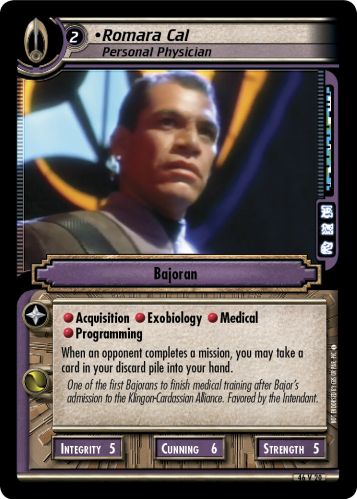 2
•Romara Cal
Personal Physician
Bajoran
Acquisition Exobiology Medical
Programming
When an opponent completes a mission, you may take a
card in your discard pile into your hand.
One of the first Bajorans to finish medical training after Bajor's
admission to the Klingon-Cardassian Alliance. Favored by the Intendant.
INTEGRITY 5 CUNNING 6 STRENGTH 5
46 V 20